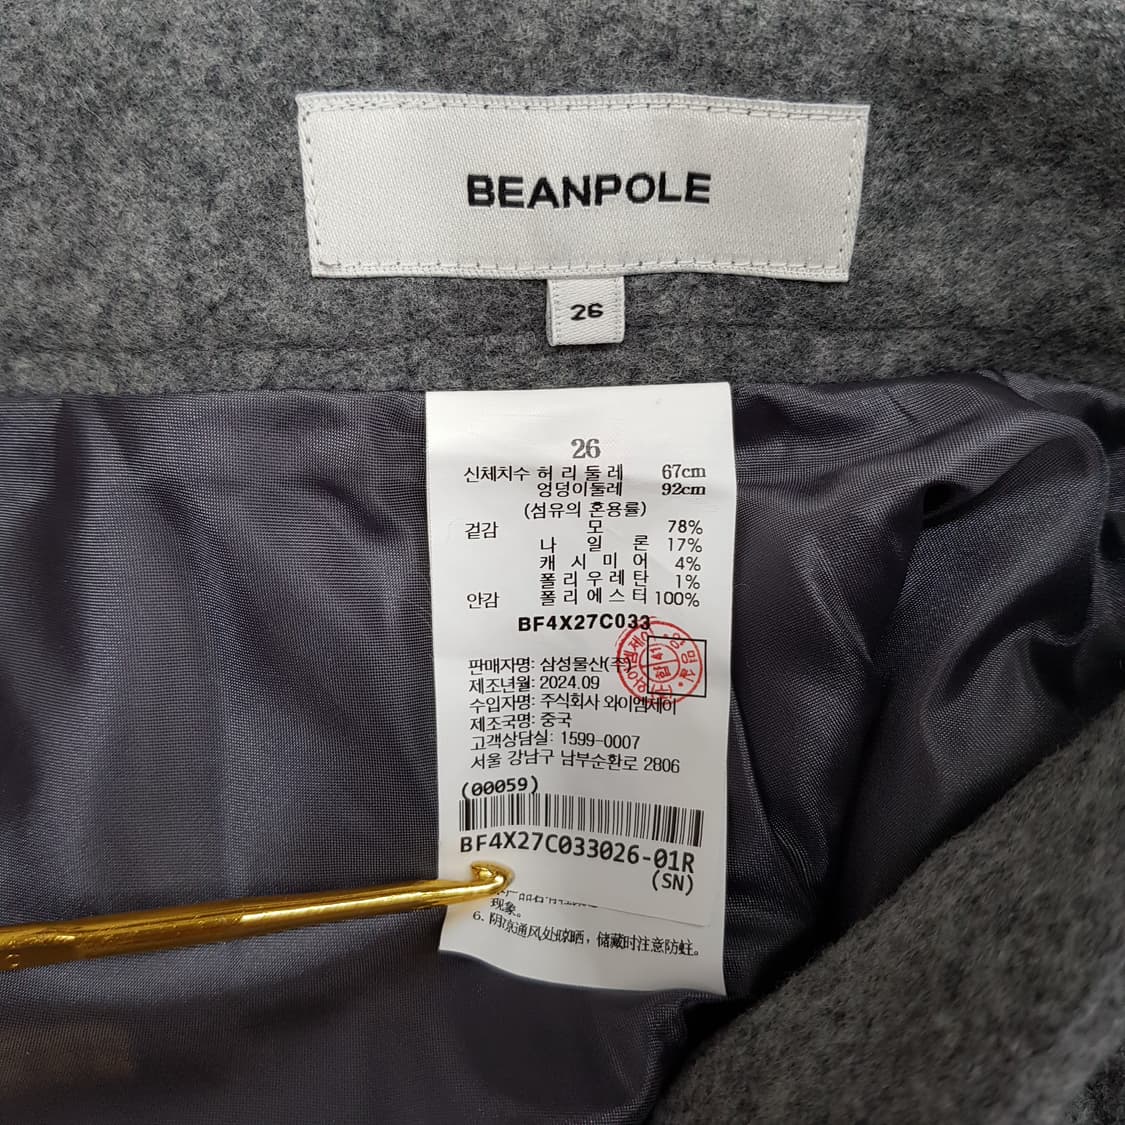 BEANPOLE
26
26
신체치수 허리둘레 67cm
엉덩이둘레 92cm
(섬유의 혼용률)
겉감 모 78%
나일론 17%
캐시미어 4%
폴리우레탄 1%
안감 폴리에스터 100%
BF4X27C033
판매자명: 삼성물산(주)
제조년월: 2024.09
수입자명: 주식회사 와이엠제이
제조국명: 중국
고객상담실: 1599-0007
서울 강남구 남부순환로 2806
(00059)
BF4X27C033026-01R
(SN)
现象。
6. 阴凉通风处晾晒，储藏时注意防蛀。